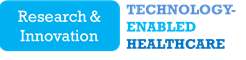 Research &
Innovation
TECHNOLOGY-
ENABLED
HEALTHCARE